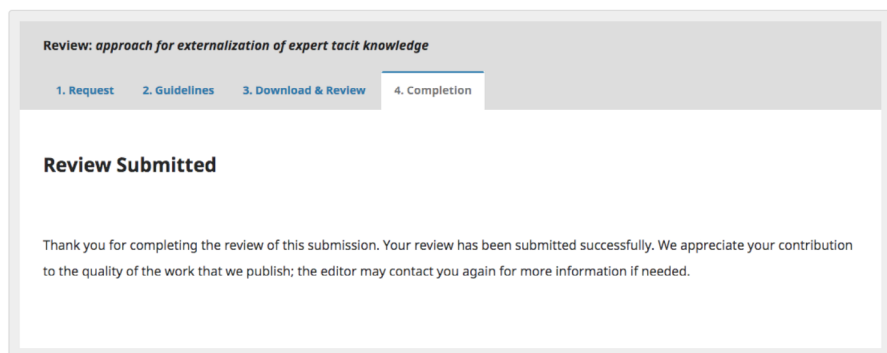 Review: approach for externalization of expert tacit knowledge
1. Request 2. Guidelines 3. Download & Review 4. Completion
Review Submitted
Thank you for completing the review of this submission. Your review has been submitted successfully. We appreciate your contribution
to the quality of the work that we publish; the editor may contact you again for more information if needed.